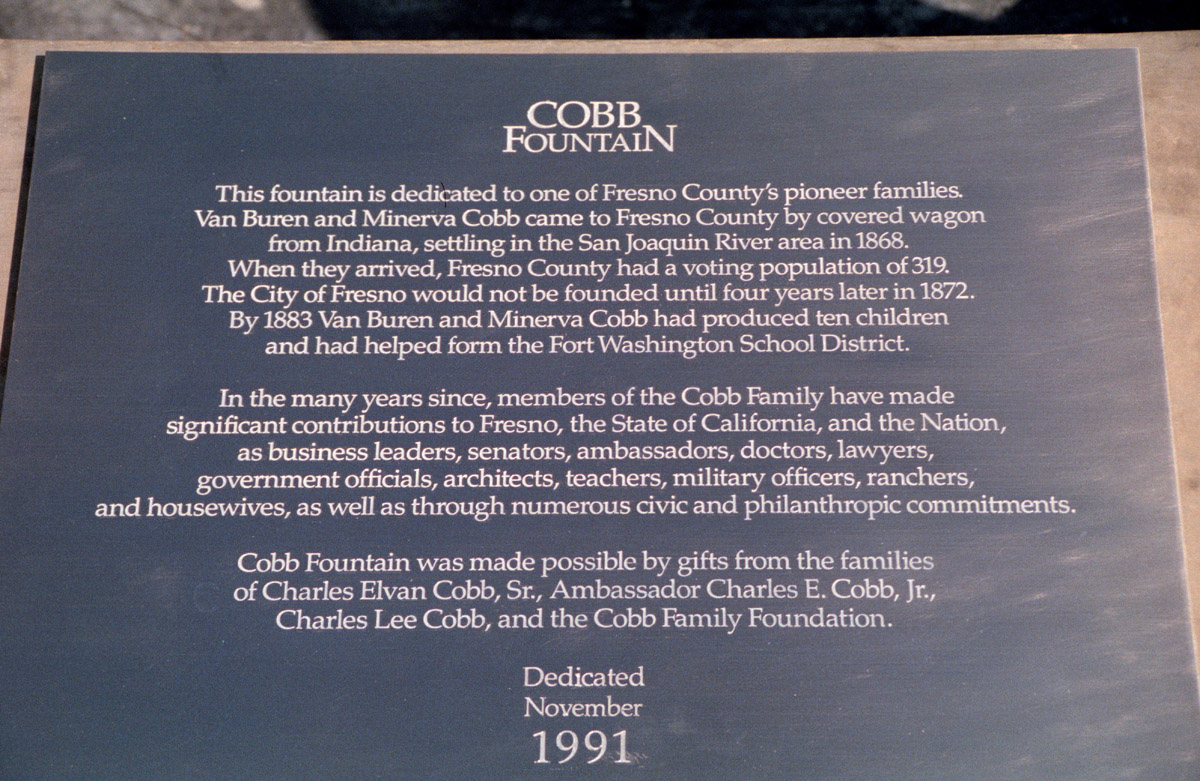 COBB
FOUNTAIN
This fountain is dedicated to one of Fresno County's pioneer families.
Van Buren and Minerva Cobb came to Fresno County by covered wagon
from Indiana, settling in the San Joaquin River area in 1868.
When they arrived, Fresno County had a voting population of 319.
The City of Fresno would not be founded until four years later in 1872.
By 1883 Van Buren and Minerva Cobb had produced ten children
and had helped form the Fort Washington School District.
In the many years since, members of the Cobb Family have made
significant contributions to Fresno, the State of California, and the Nation,
as business leaders, senators, ambassadors, doctors, lawyers,
government officials, architects, teachers, military officers, ranchers,
and housewives, as well as through numerous civic and philanthropic commitments.
Cobb Fountain was made possible by gifts from the families
of Charles Elvan Cobb, Sr., Ambassador Charles E. Cobb, Jr.,
Charles Lee Cobb, and the Cobb Family Foundation.
Dedicated
November
1991